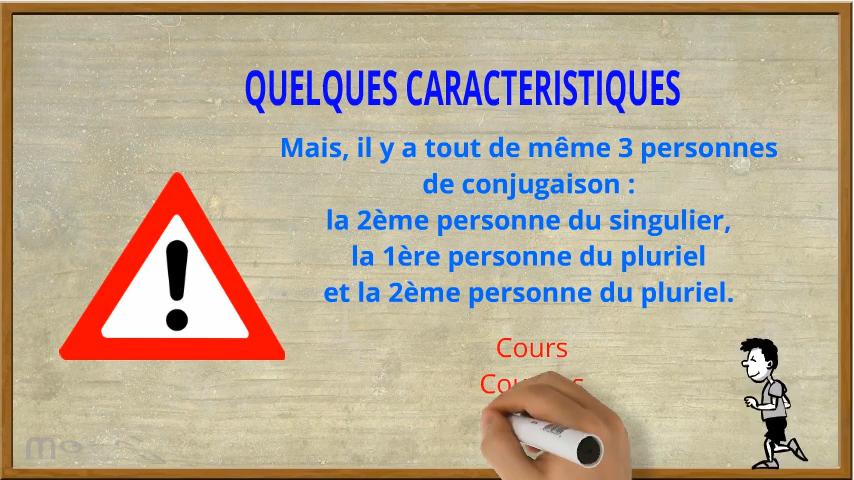 QUELQUES CARACTERISTIQUES
Mais, il y a tout de même 3 personnes
de conjugaison :
la 2ème personne du singulier,
la 1ère personne du pluriel
et la 2ème personne du pluriel.
Cours